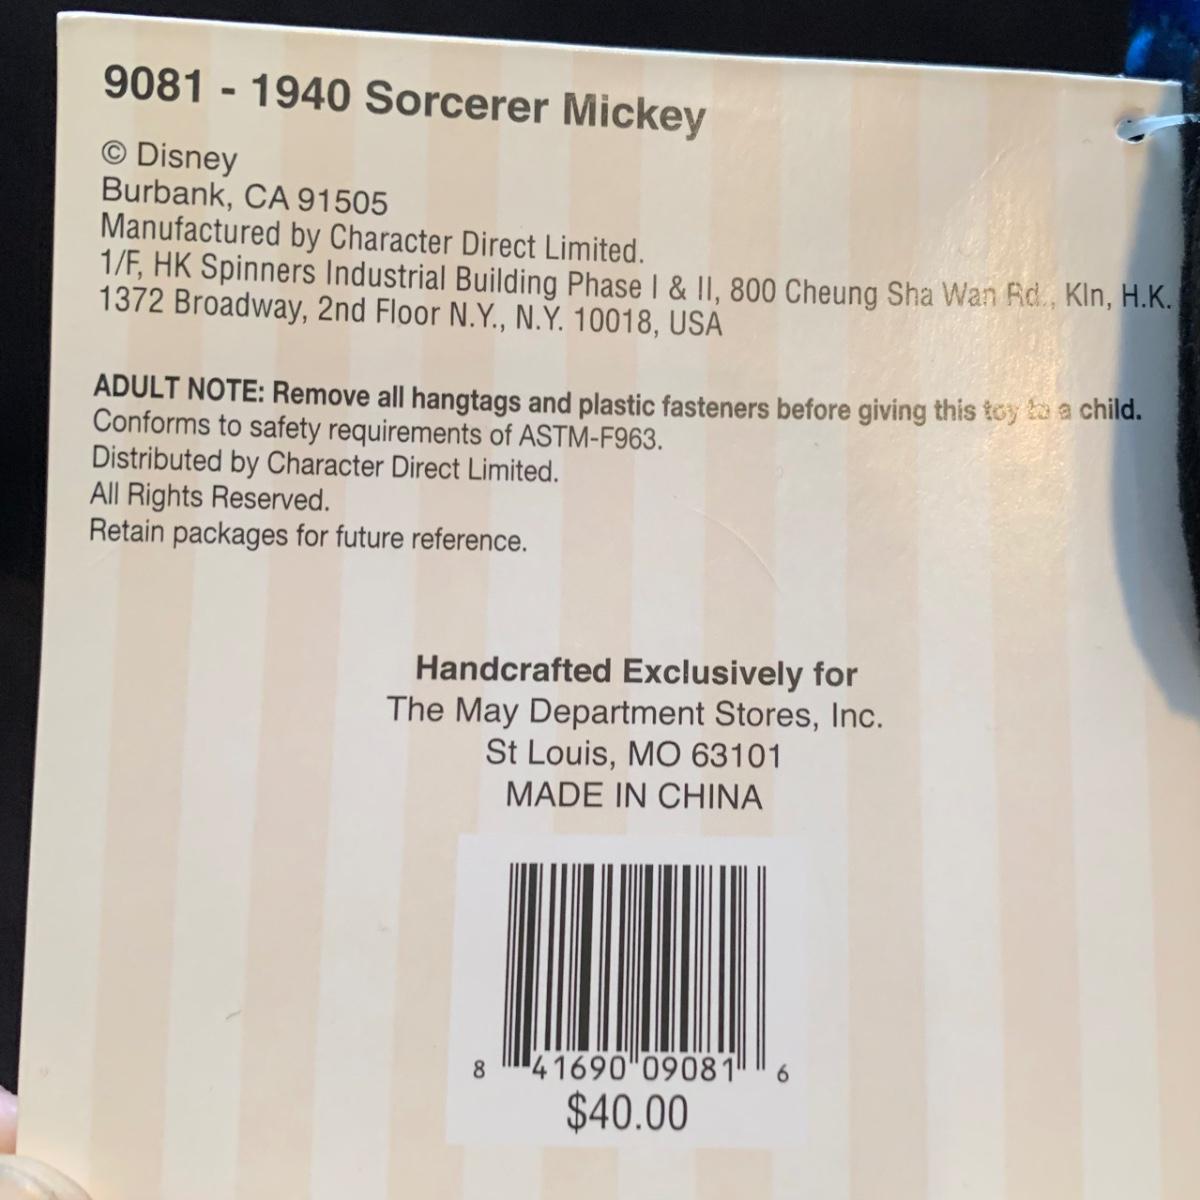 9081 - 1940 Sorcerer Mickey
© Disney
Burbank, CA 91505
Manufactured by Character Direct Limited.
1/F, HK Spinners Industrial Building Phase I & II, 800 Cheung Sha Wan Rd., Kln, H.K.
1372 Broadway, 2nd Floor N.Y., N.Y. 10018, USA
ADULT NOTE: Remove all hangtags and plastic fasteners before giving this toy to a child.
Conforms to safety requirements of ASTM-F963.
Distributed by Character Direct Limited.
All Rights Reserved.
Retain packages for future reference.
Handcrafted Exclusively for
The May Department Stores, Inc.
St Louis, MO 63101
MADE IN CHINA
8 41690 09081 6
$40.00